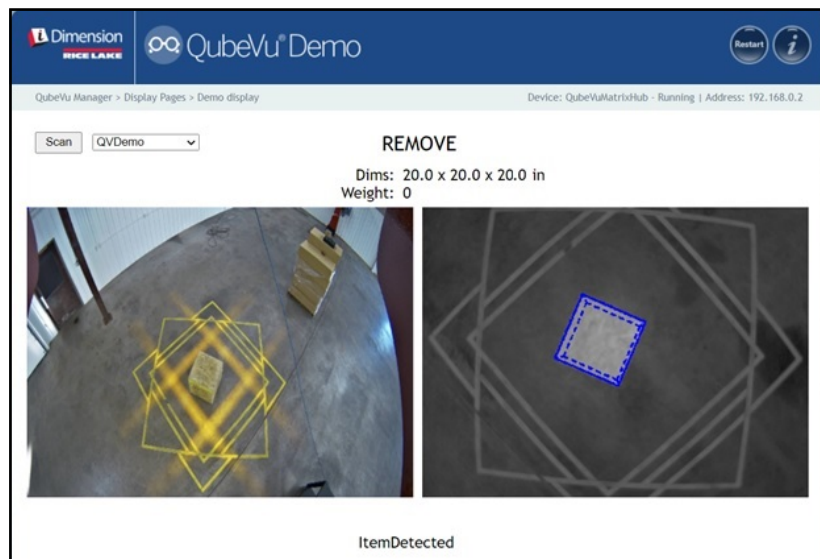 iDimension
RICE LAKE
QubeVu® Demo
Restart
i
QubeVu Manager > Display Pages > Demo display
Device: QubeVuMatrixHub - Running | Address: 192.168.0.2
Scan
QVDemo
REMOVE
Dims: 20.0 x 20.0 x 20.0 in
Weight: 0
ItemDetected